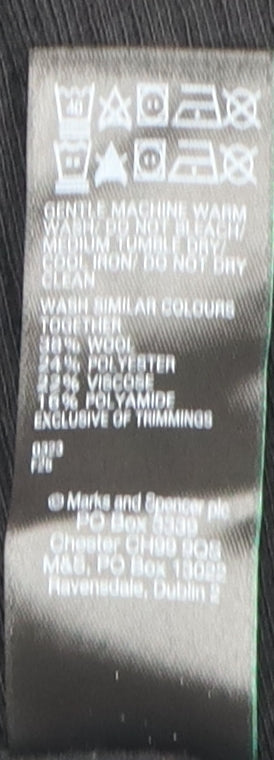 40
GENTLE MACHINE WARM
WASH/ DO NOT BLEACH/
MEDIUM TUMBLE DRY/
COOL IRON/ DO NOT DRY
CLEAN
WASH SIMILAR COLOURS
TOGETHER
WOOL
24% POLYESTER
22% VISCOSE
16% POLYAMIDE
EXCLUSIVE OF TRIMMINGS
0323
© Marks and Spencer plc
PO Box 3339
Chester CH99 9QS
M&S, PO Box 13022
Ravensdale, Dublin 2